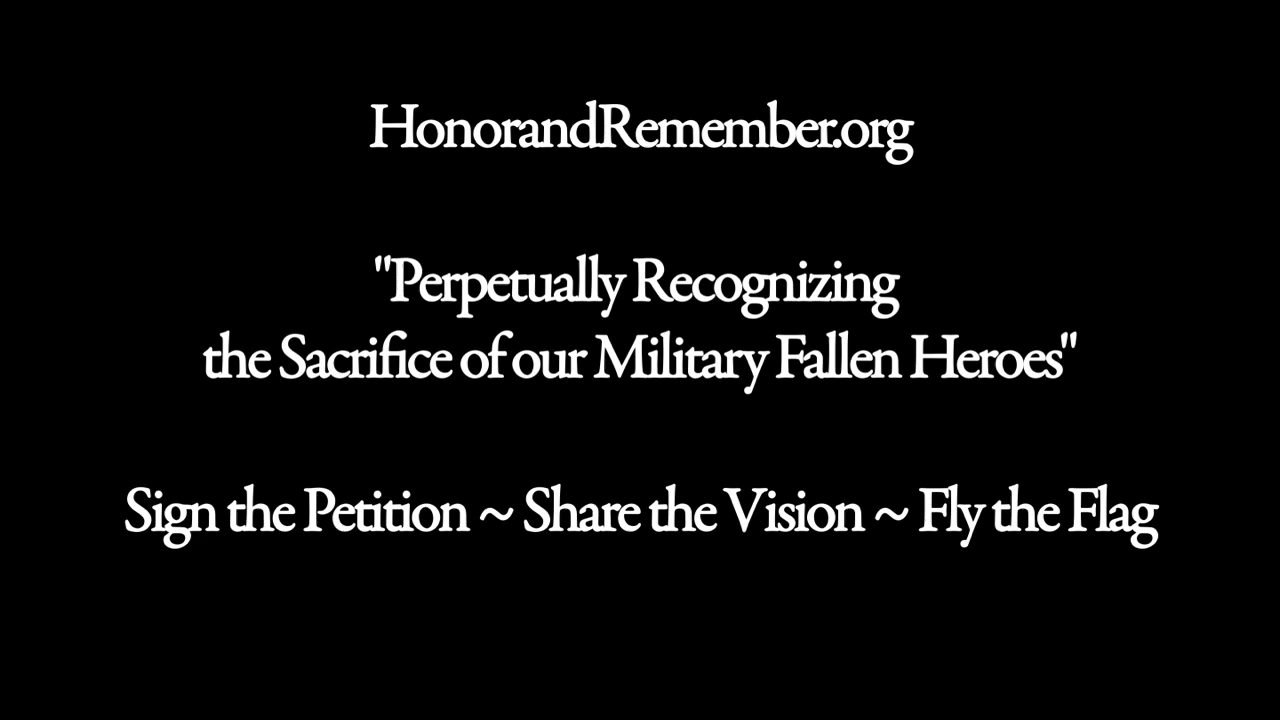 HonorandRemember.org
"Perpetually Recognizing
the Sacrifice of our Military Fallen Heroes"
Sign the Petition ~ Share the Vision ~ Fly the Flag